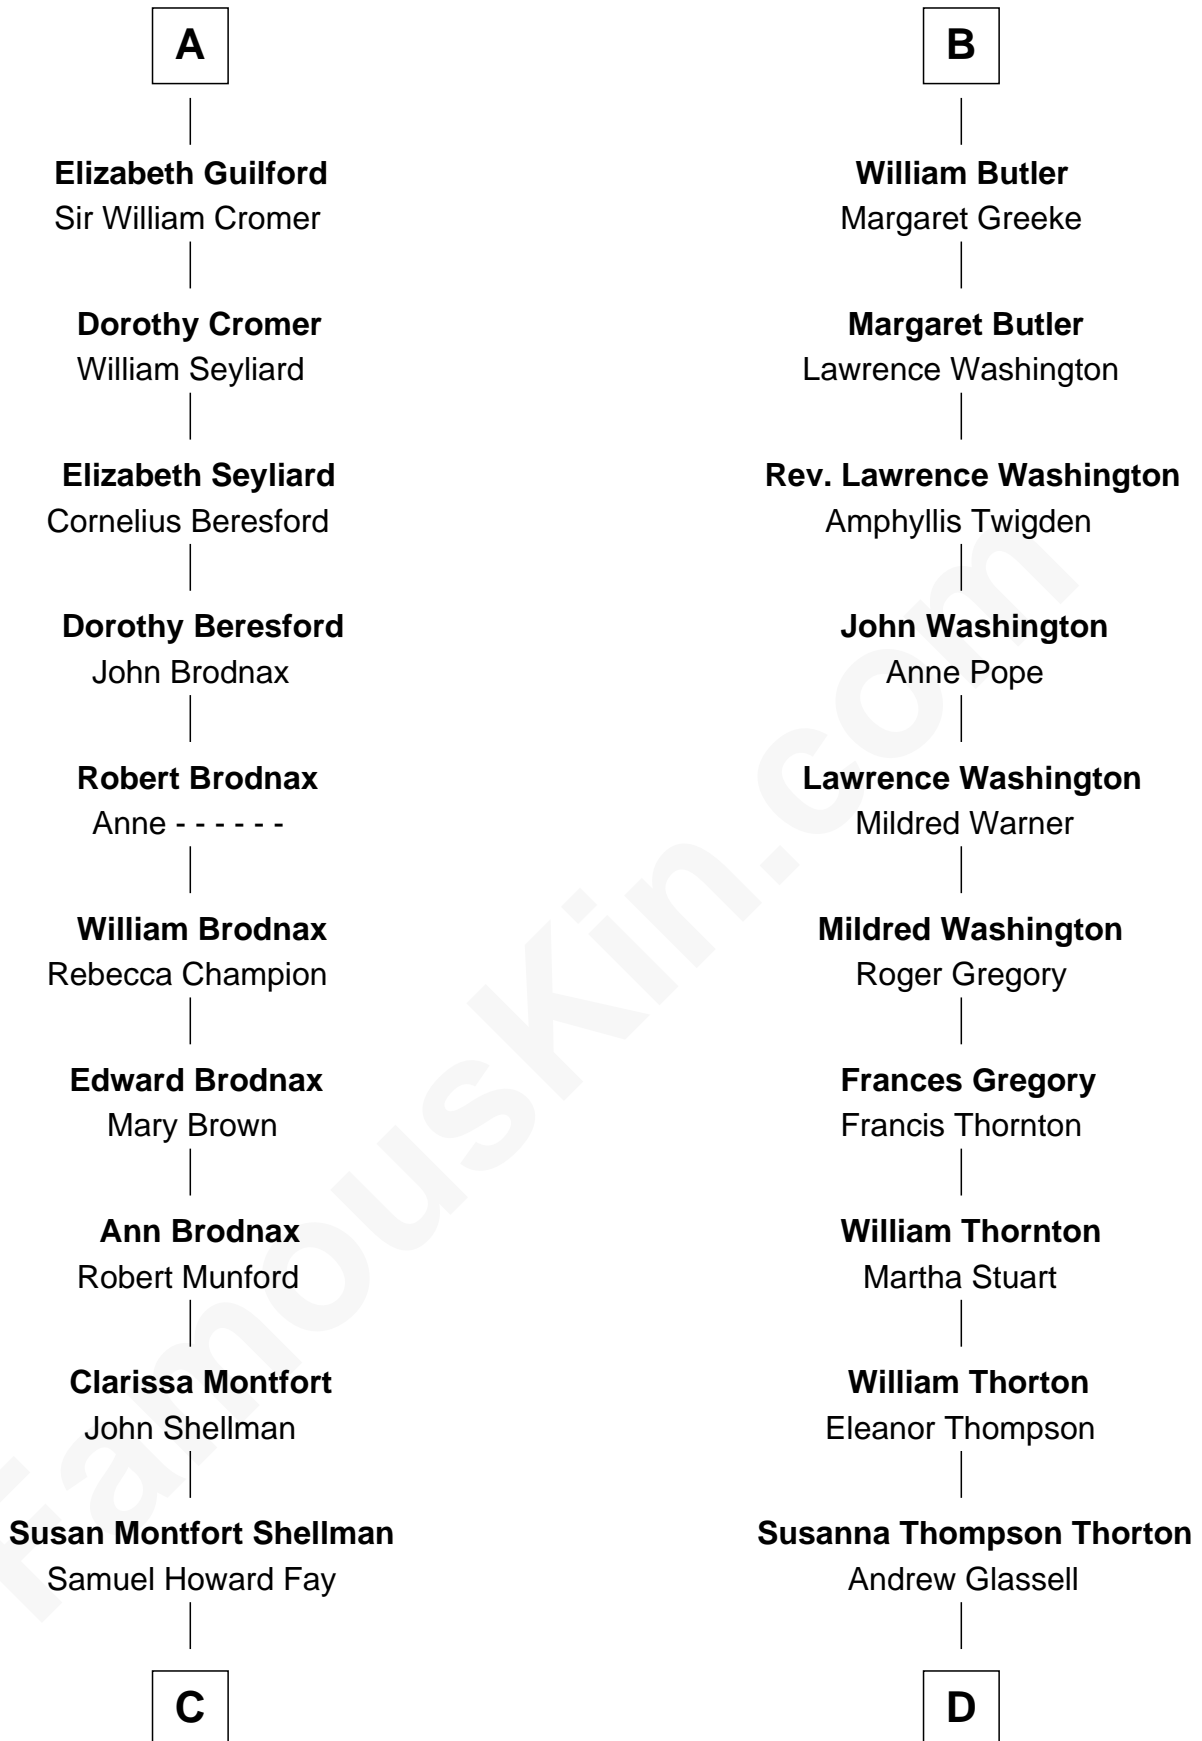 A
Elizabeth Guilford
Sir William Cromer
Dorothy Cromer
William Seyliard
Elizabeth Seyliard
Cornelius Beresford
Dorothy Beresford
John Brodnax
Robert Brodnax
Anne - - - - - -
William Brodnax
Rebecca Champion
Edward Brodnax
Mary Brown
Ann Brodnax
Robert Munford
Clarissa Montfort
John Shellman
Susan Montfort Shellman
Samuel Howard Fay
C
B
William Butler
Margaret Greeke
Margaret Butler
Lawrence Washington
Rev. Lawrence Washington
Amphyllis Twigden
John Washington
Anne Pope
Lawrence Washington
Mildred Warner
Mildred Washington
Roger Gregory
Frances Gregory
Francis Thornton
William Thornton
Martha Stuart
William Thorton
Eleanor Thompson
Susanna Thompson Thorton
Andrew Glassell
D
FamousKin.com